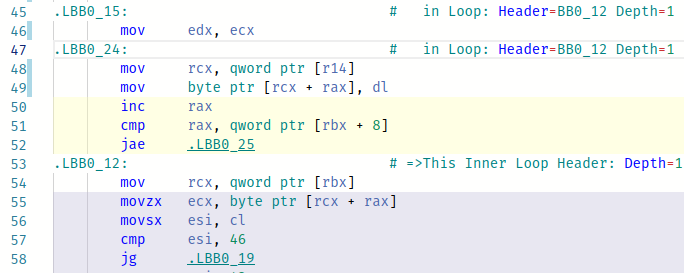 45 .LBB0_15: # in Loop: Header=BB0_12 Depth=1
46 mov edx, ecx
47 .LBB0_24: # in Loop: Header=BB0_12 Depth=1
48 mov rcx, qword ptr [r14]
49 mov byte ptr [rcx + rax], dl
50 inc rax
51 cmp rax, qword ptr [rbx + 8]
52 jae .LBB0_25
53 .LBB0_12: # =>This Inner Loop Header: Depth=1
54 mov rcx, qword ptr [rbx]
55 movzx ecx, byte ptr [rcx + rax]
56 movsx esi, cl
57 cmp esi, 46
58 jg .LBB0_19